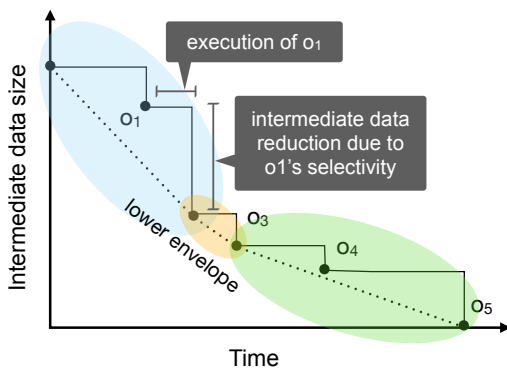 execution of o1
o1
intermediate data
reduction due to
o1's selectivity
o3
o4
o5
lower envelope
Intermediate data size
Time